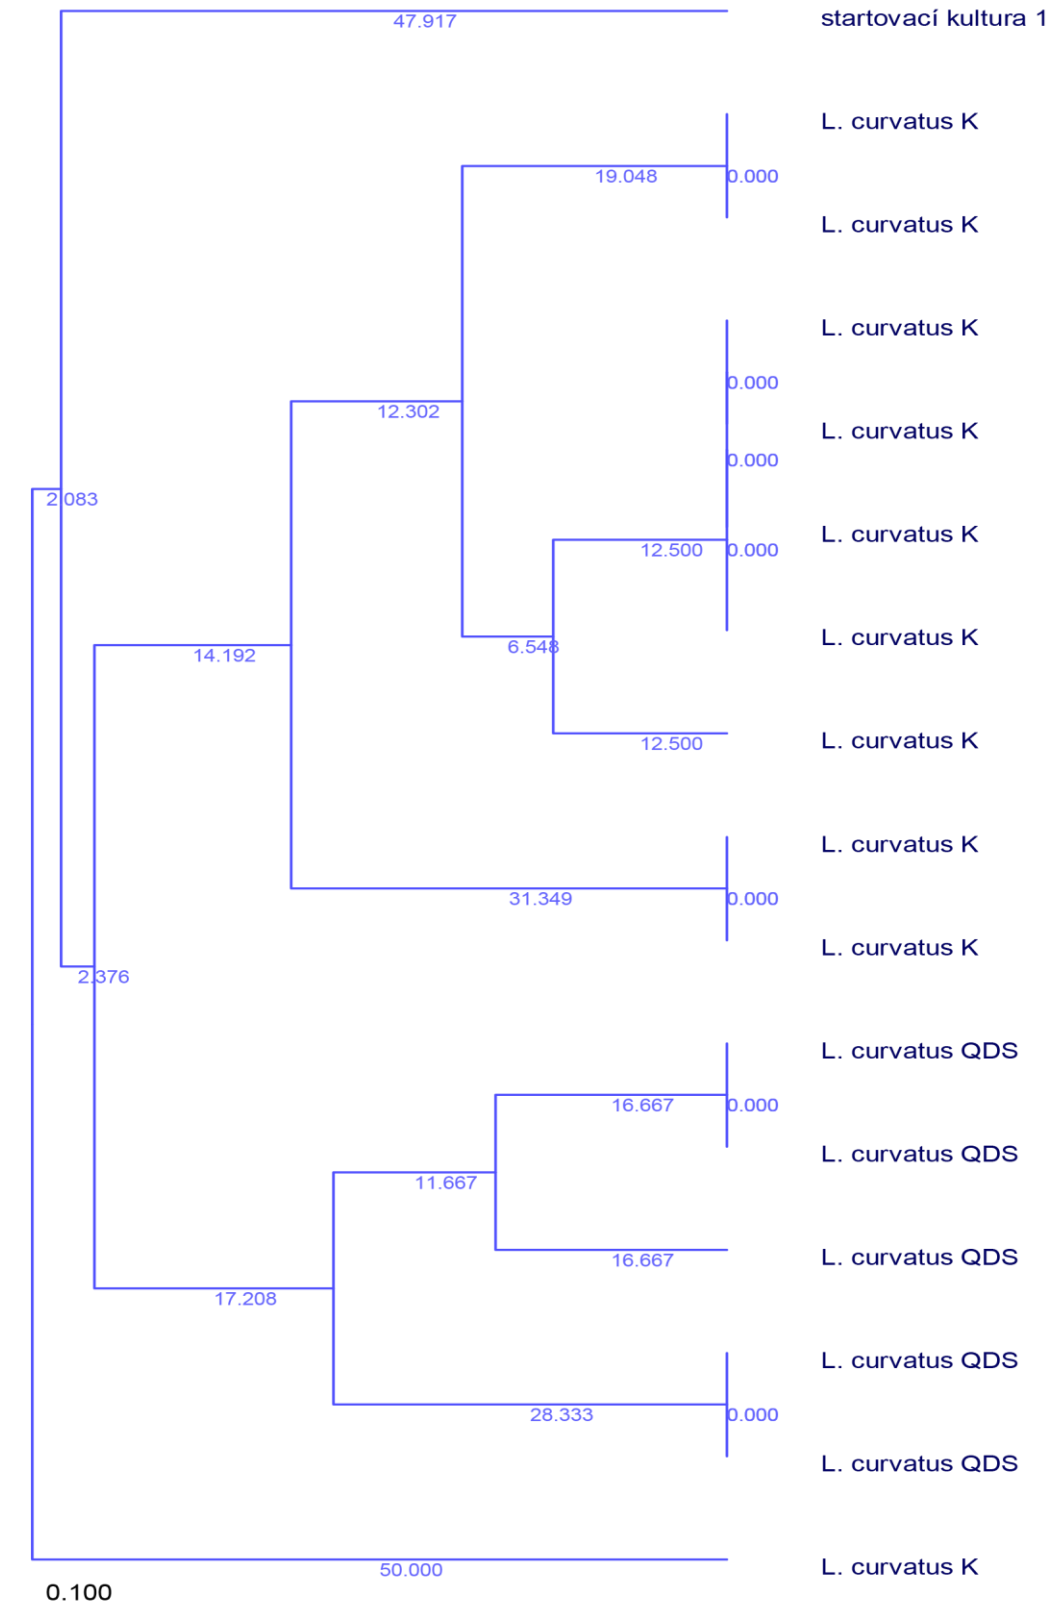 47.917
startovací kultura 1
L. curvatus K
19.048
0.000
L. curvatus K
L. curvatus K
0.000
12.302
L. curvatus K
0.000
2.083
L. curvatus K
12.500
0.000
6.548
L. curvatus K
14.192
12.500
L. curvatus K
L. curvatus K
31.349
0.000
L. curvatus K
2.376
L. curvatus QDS
16.667
0.000
L. curvatus QDS
11.667
16.667
L. curvatus QDS
17.208
L. curvatus QDS
28.333
0.000
L. curvatus QDS
50.000
L. curvatus K
0.100